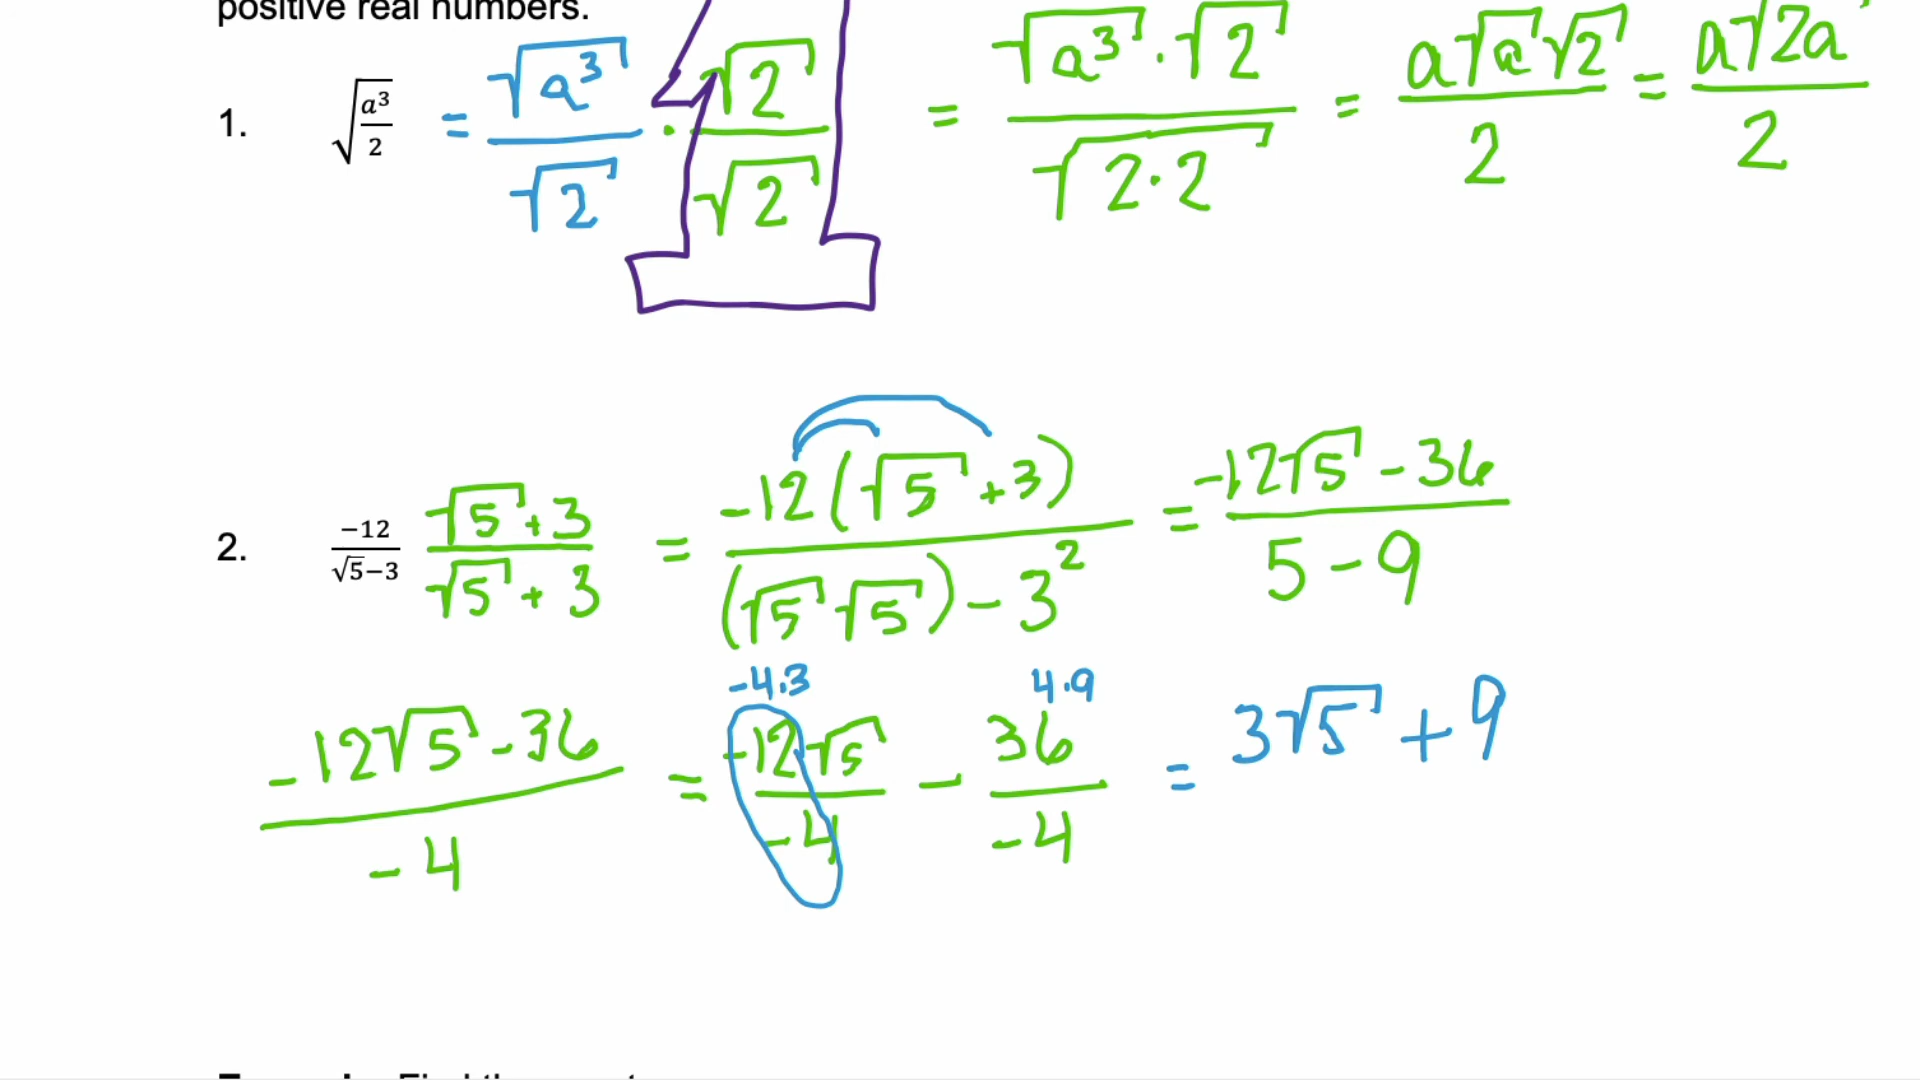 positive real numbers.
1. √(a³/2) = √a³/√2 · √2/√2 = √a³·√2/√2·2 = a√a√2/2 = a√2a/2
2. −12/(√5−3) (√5+3)/(√5+3) = -12(√5+3)/((√5√5)-3²) = (-12√5-36)/(5-9)
-4·3 4·9
(-12√5-36)/-4 = -12√5/-4 - 36/-4 = 3√5+9